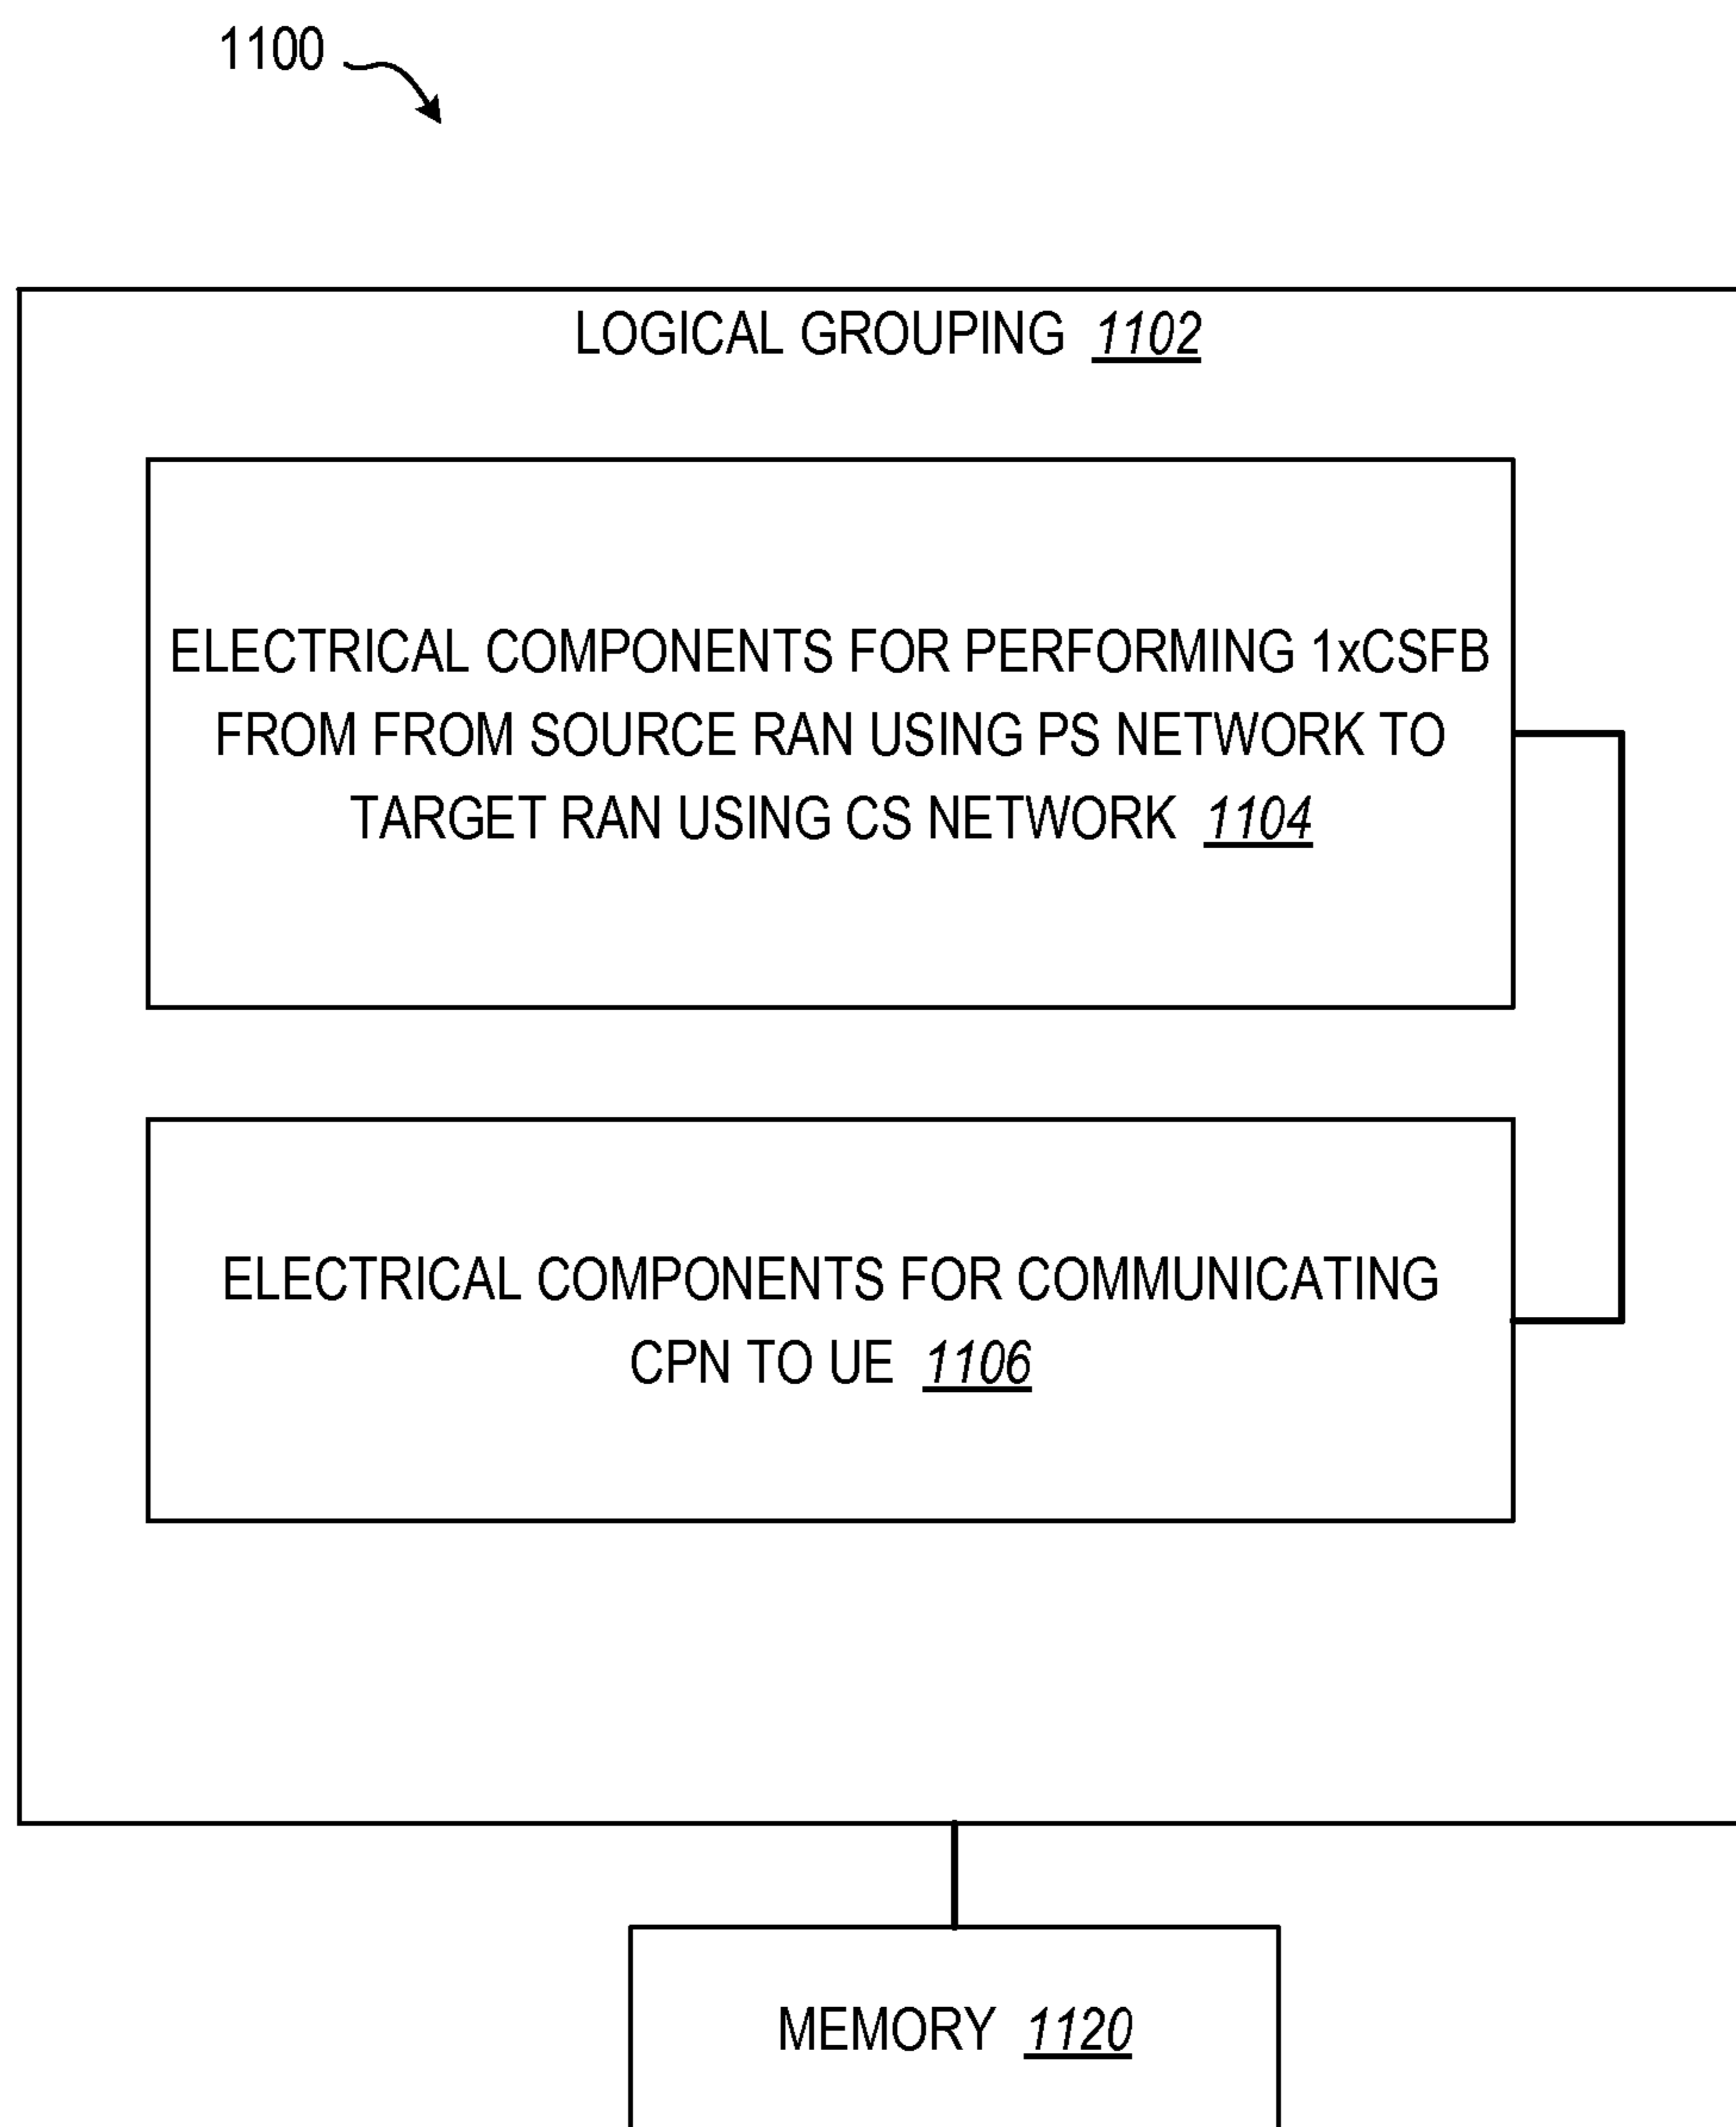 1100
LOGICAL GROUPING 1102
ELECTRICAL COMPONENTS FOR PERFORMING 1xCSFB
FROM FROM SOURCE RAN USING PS NETWORK TO
TARGET RAN USING CS NETWORK 1104
ELECTRICAL COMPONENTS FOR COMMUNICATING
CPN TO UE 1106
MEMORY 1120